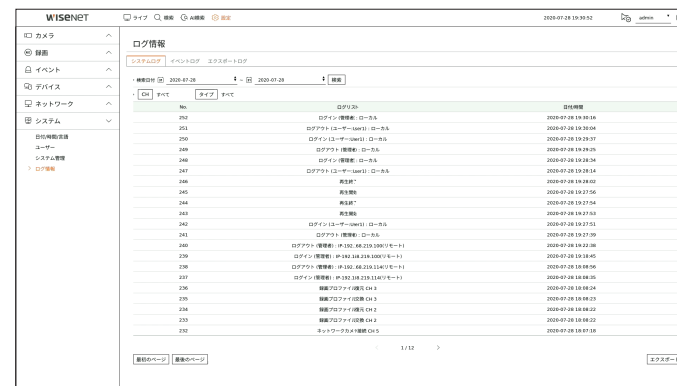 WISENET ライブ 検索 AI検索 設定 2020-07-28 19:30:52 admin
カメラ
録画
イベント
デバイス
ネットワーク
システム
日付/時間/言語
ユーザー
システム管理
ログ情報
ログ情報
システムログ イベントログ エクスポートログ
検索日付 2020-07-28 ~ 2020-07-28 検索
CH すべて タイプ すべて
No. ログリスト 日付/時間
252 ログイン (管理者) : ローカル 2020-07-28 19:30:16
251 ログアウト (ユーザー:user1) : ローカル 2020-07-28 19:30:04
250 ログイン (ユーザー:user1) : ローカル 2020-07-28 19:29:37
249 ログアウト (管理者) : ローカル 2020-07-28 19:29:25
248 ログイン (管理者) : ローカル 2020-07-28 19:28:34
247 ログアウト (ユーザー:user1) : ローカル 2020-07-28 19:28:14
246 再生終 2020-07-28 19:28:02
245 再生開 2020-07-28 19:27:56
244 再生終 2020-07-28 19:27:54
243 再生開 2020-07-28 19:27:53
242 ログイン (ユーザー:user1) : ローカル 2020-07-28 19:27:51
241 ログアウト (管理者) : ローカル 2020-07-28 19:27:39
240 ログアウト (管理者) : IP-192.168.219.100(リモート) 2020-07-28 19:22:38
239 ログイン (管理者) : IP-192.168.219.100(リモート) 2020-07-28 19:18:45
238 ログアウト (管理者) : IP-192.168.219.114(リモート) 2020-07-28 18:08:56
237 ログイン (管理者) : IP-192.168.219.114(リモート) 2020-07-28 18:08:35
236 録画プロファイル復元 CH 3 2020-07-28 18:08:24
235 録画プロファイル交換 CH 3 2020-07-28 18:08:23
234 録画プロファイル復元 CH 2 2020-07-28 18:08:22
233 録画プロファイル交換 CH 2 2020-07-28 18:08:22
232 ネットワークカメラ接続 CH 5 2020-07-28 18:07:18
1 / 12 >
最初のページ 最後のページ エクスポー